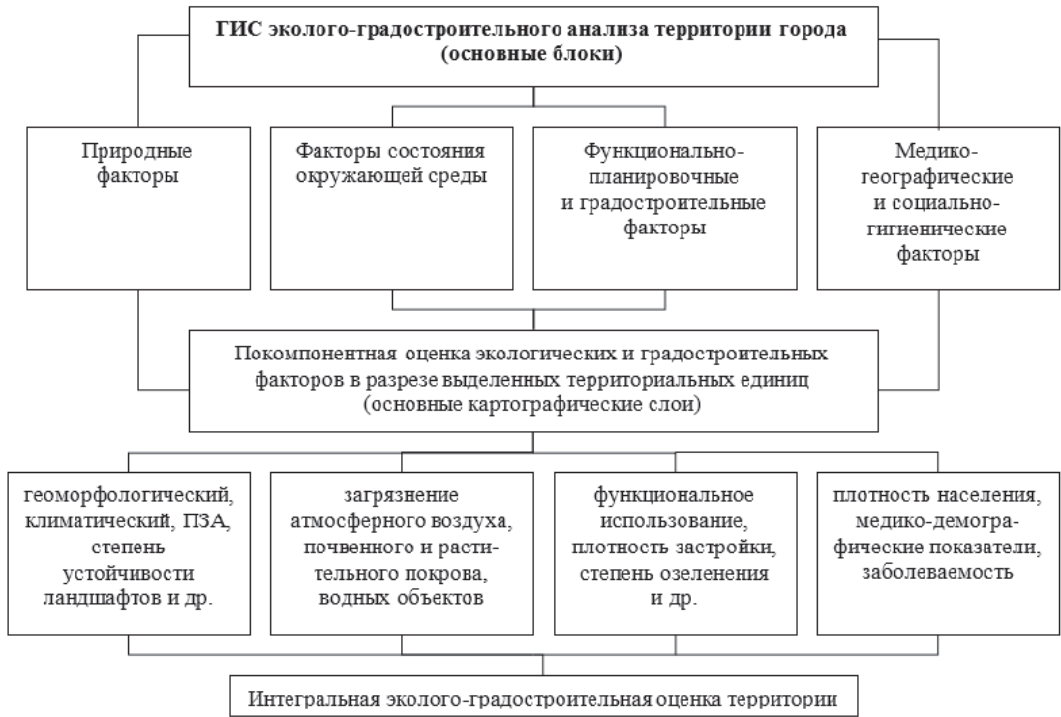 ГИС эколого-градостроительного анализа территории города
(основные блоки)
Природные
факторы
Факторы состояния
окружающей среды
Функционально-
планировочные
и градостроительные
факторы
Медико-
географические
и социально-
гигиенические
факторы
Покомпонентная оценка экологических и градостроительных
факторов в разрезе выделенных территориальных единиц
(основные картографические слои)
геоморфологический,
климатический, ПЗА,
степень
устойчивости
ландшафтов и др.
загрязнение
атмосферного воздуха,
почвенного и расти-
тельного покрова,
водных объектов
функциональное
использование,
плотность застройки,
степень озеленения
и др.
плотность населения,
медико-демогра-
фические показатели,
заболеваемость
Интегральная эколого-градостроительная оценка территории